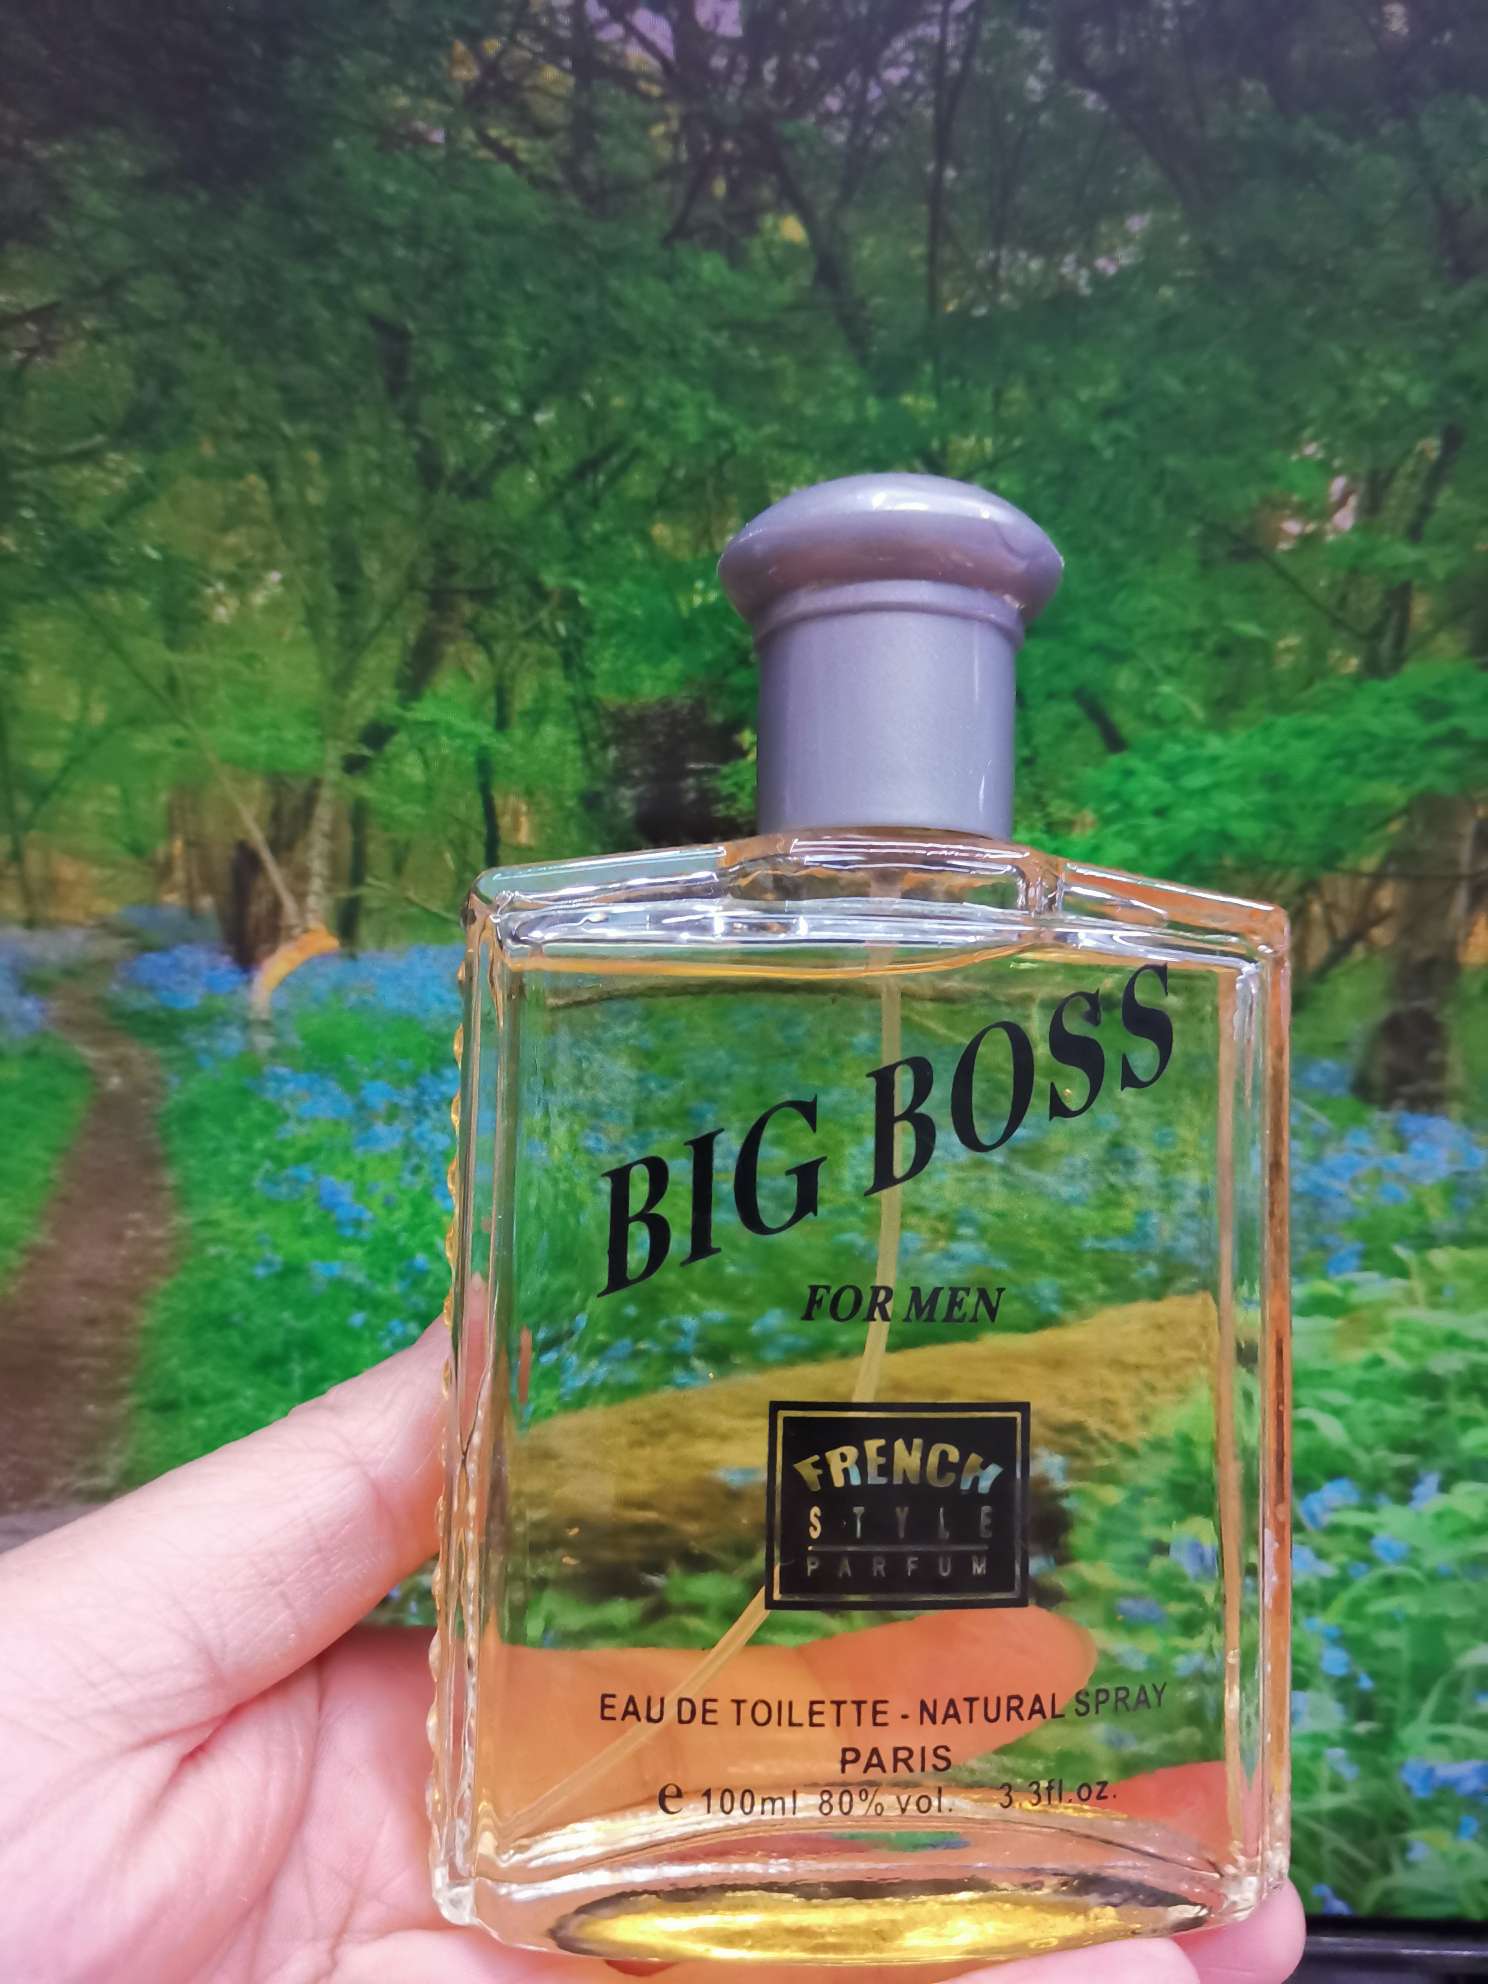 BIG BOSS
FOR MEN
FRENCH
STYLE
PARFUM
EAU DE TOILETTE - NATURAL SPRAY
PARIS
e 100ml 80% vol. 3.3fl.oz.